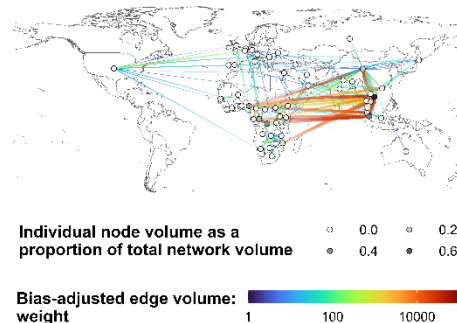 Individual node volume as a
proportion of total network volume
0.0
0.2
0.4
0.6
Bias-adjusted edge volume:
weight
1
100
10000